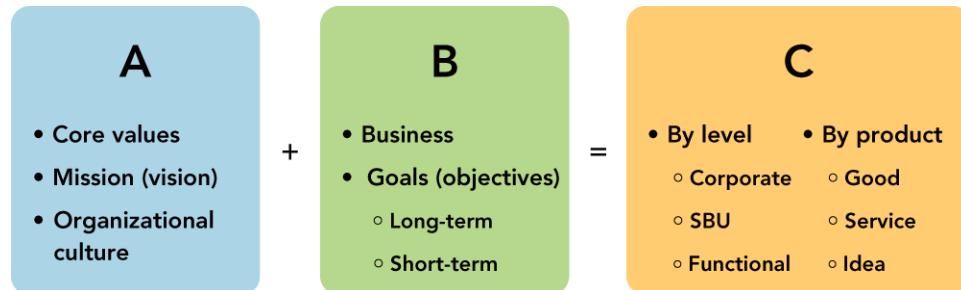 A
• Core values
• Mission (vision)
• Organizational
culture
+
B
• Business
• Goals (objectives)
○ Long-term
○ Short-term
=
C
• By level
○ Corporate
○ SBU
○ Functional
• By product
○ Good
○ Service
○ Idea